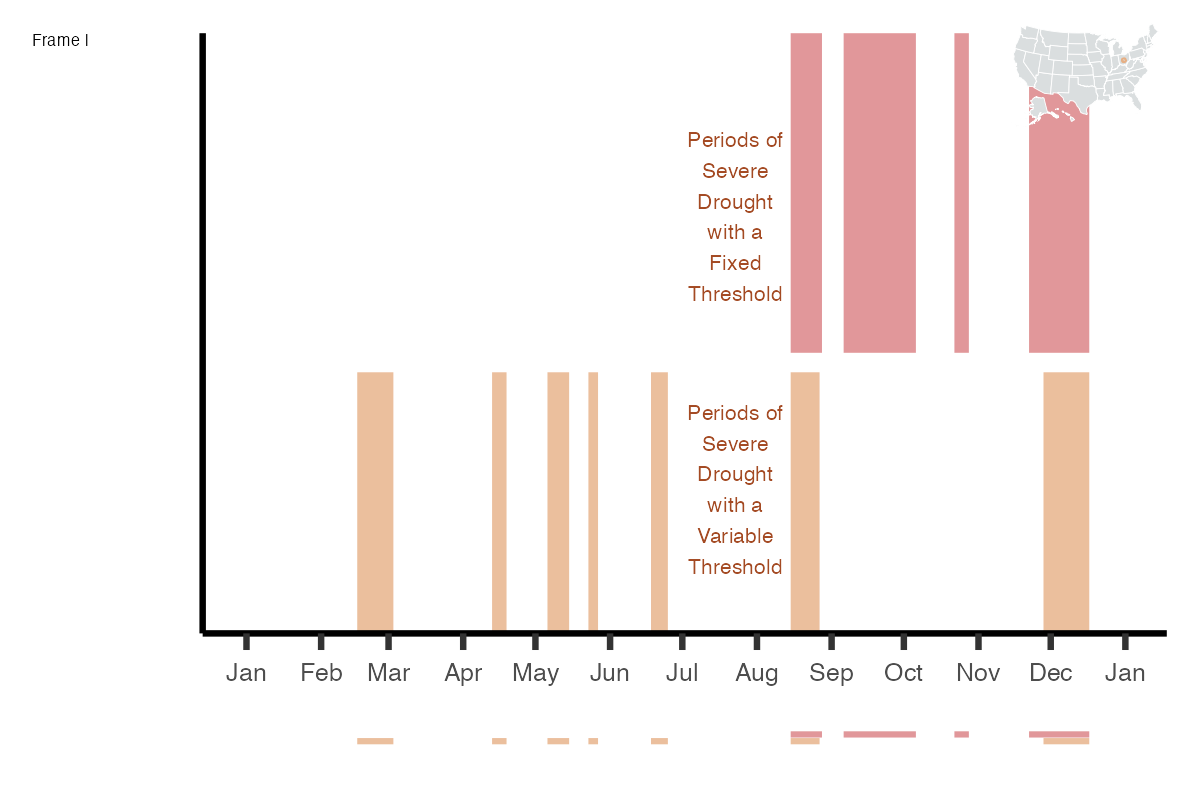 Frame I
Periods of
Severe
Drought
with a
Fixed
Threshold
Periods of
Severe
Drought
with a
Variable
Threshold
Jan Feb Mar Apr May Jun Jul Aug Sep Oct Nov Dec Jan